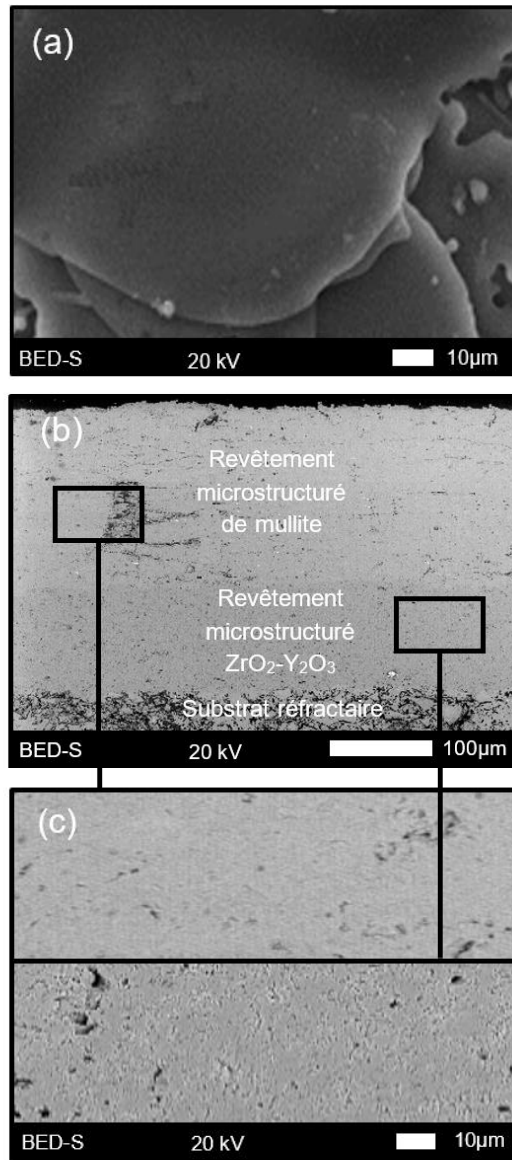 (a)
BED-S 20 kV 10µm
(b)
Revêtement
microstructuré
de mullite
Revêtement
microstructuré
ZrO₂-Y₂O₃
Substrat réfractaire
BED-S 20 kV 100µm
(c)
BED-S 20 kV 10µm